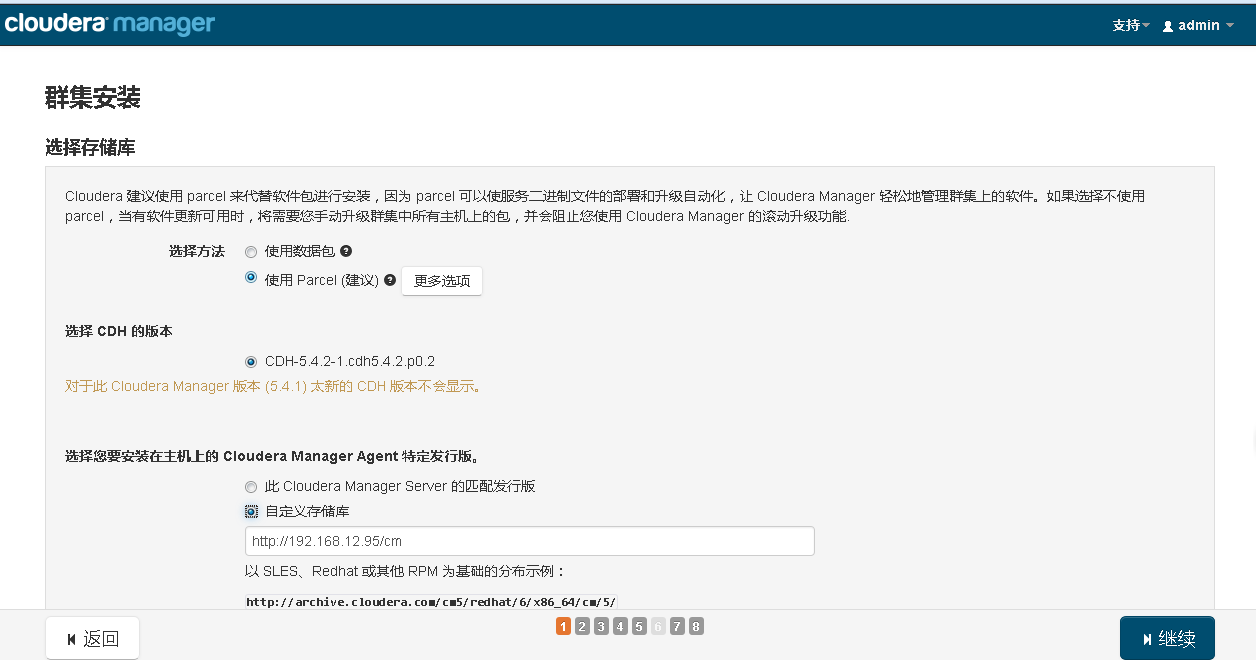 cloudera manager
支持 admin
群集安装
选择存储库
Cloudera 建议使用 parcel 来代替软件包进行安装，因为 parcel 可以使服务二进制文件的部署和升级自动化，让 Cloudera Manager 轻松地管理群集上的软件。如果选择不使用
parcel，当有软件更新可用时，将需要您手动升级群集中所有主机上的包，并会阻止您使用 Cloudera Manager 的滚动升级功能.
选择方法 使用数据包 ?
使用 Parcel (建议) ? 更多选项
选择 CDH 的版本
CDH-5.4.2-1.cdh5.4.2.p0.2
对于此 Cloudera Manager 版本 (5.4.1) 太新的 CDH 版本不会显示。
选择您要安装在主机上的 Cloudera Manager Agent 特定发行版。
此 Cloudera Manager Server 的匹配发行版
自定义存储库
http://192.168.12.95/cm
以 SLES、Redhat 或其他 RPM 为基础的分布示例：
http://archive.cloudera.com/cm5/redhat/6/x86_64/cm/5/
返回 1 2 3 4 5 6 7 8 继续